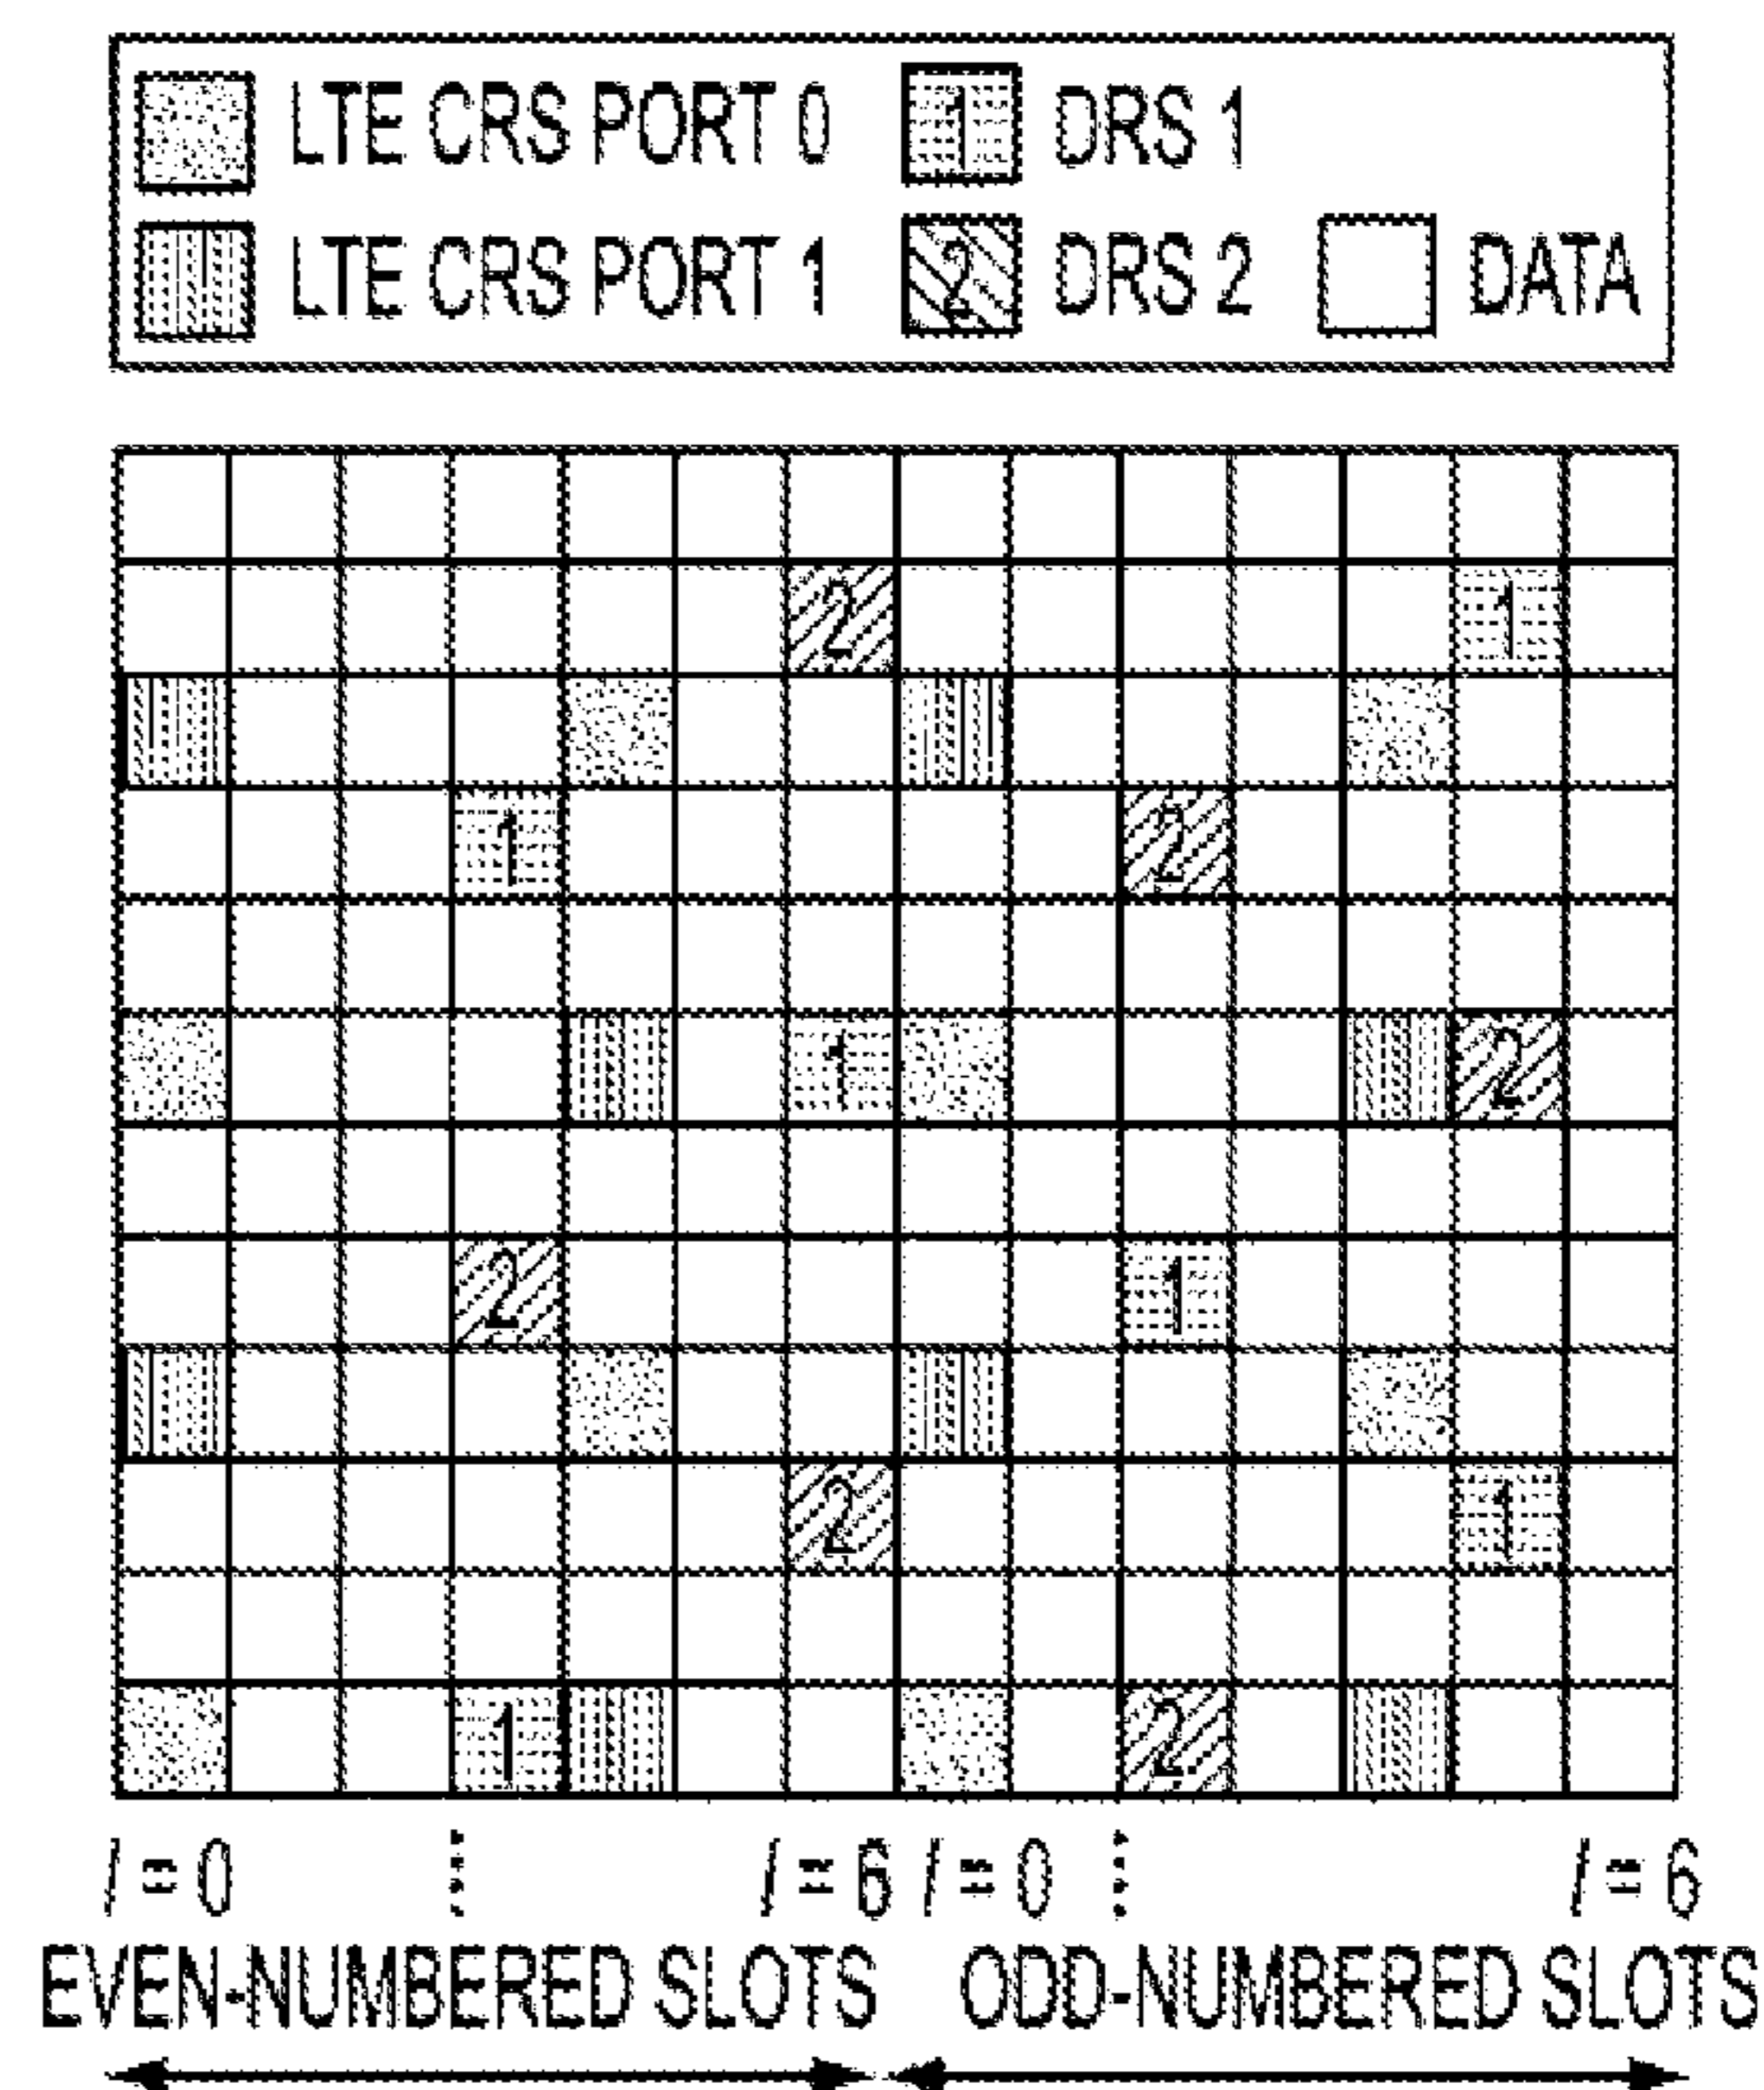 LTE CRS PORT 0 1 DRS 1
LTE CRS PORT 1 2 DRS 2 DATA
2 1
1 2
1 2
2 1
2 1
1 2
l = 0 l = 6 l = 0 l = 6
EVEN-NUMBERED SLOTS ODD-NUMBERED SLOTS